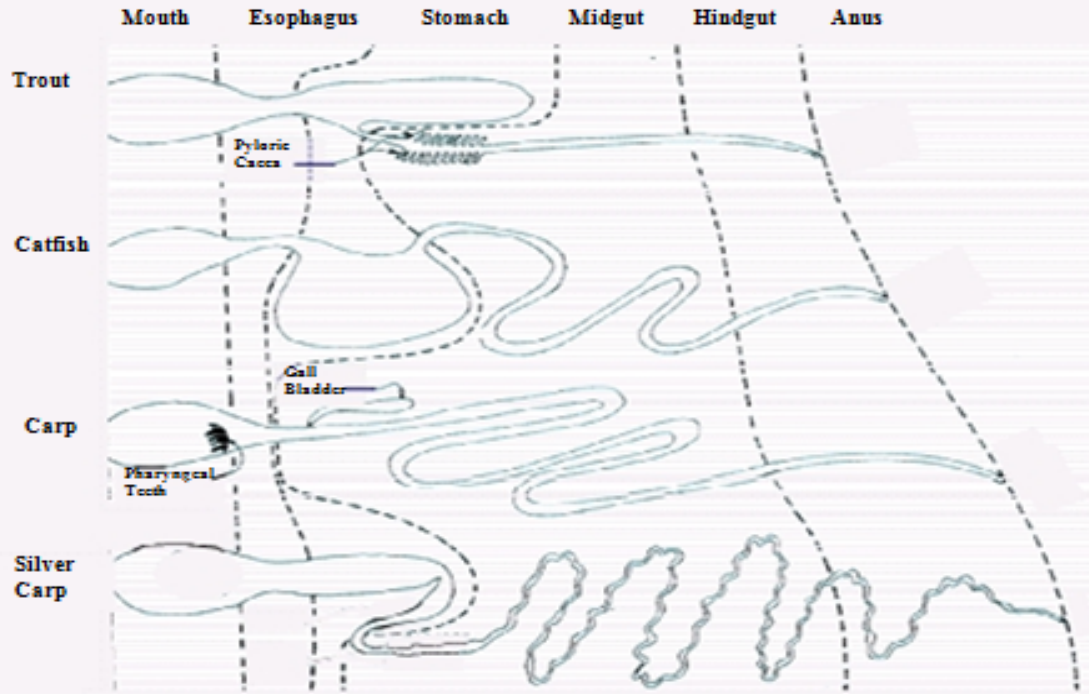 Mouth Esophagus Stomach Midgut Hindgut Anus
Trout
Pyloric
Caeca
Catfish
Gall
Bladder
Carp
Pharyngeal
Teeth
Silver
Carp